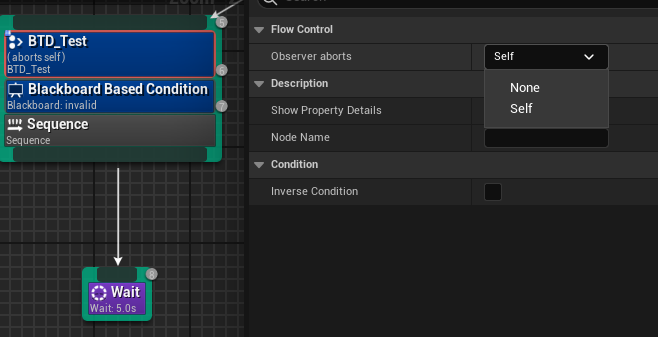 Search
5
BTD_Test
( aborts self )
BTD_Test
6
Blackboard Based Condition
Blackboard: invalid
7
Sequence
Sequence
8
Wait
Wait: 5.0s
Flow Control
Observer aborts
Self
None
Self
Description
Show Property Details
Node Name
Condition
Inverse Condition